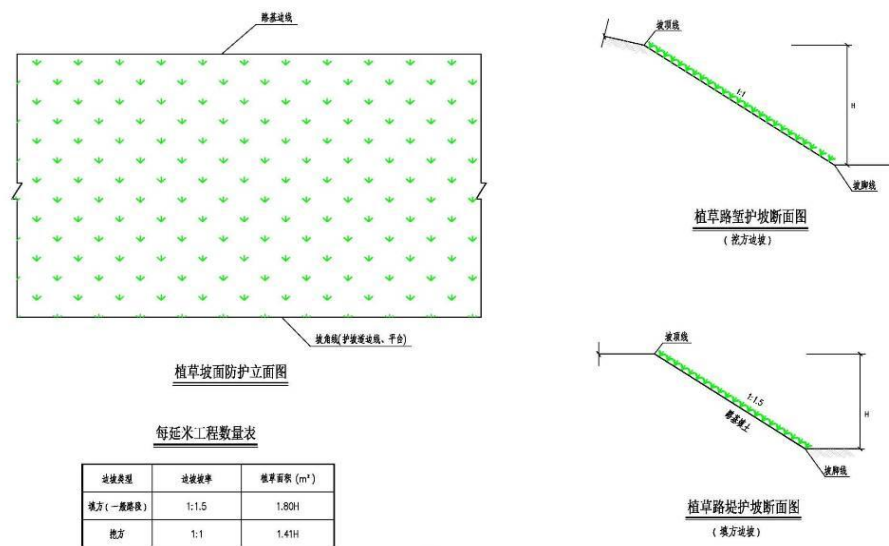 路基边线
坡角线(护坡道边线、平台)
植草坡面防护立面图
每延米工程数量表
边坡类型 边坡坡率 植草面积 (m²)
填方(一般路段) 1:1.5 1.80H
挖方 1:1 1.41H
坡顶线
1:1
H
坡脚线
植草路堑护坡断面图
(挖方边坡)
坡顶线
1:1.5
路基填土
H
坡脚线
植草路堤护坡断面图
(填方边坡)